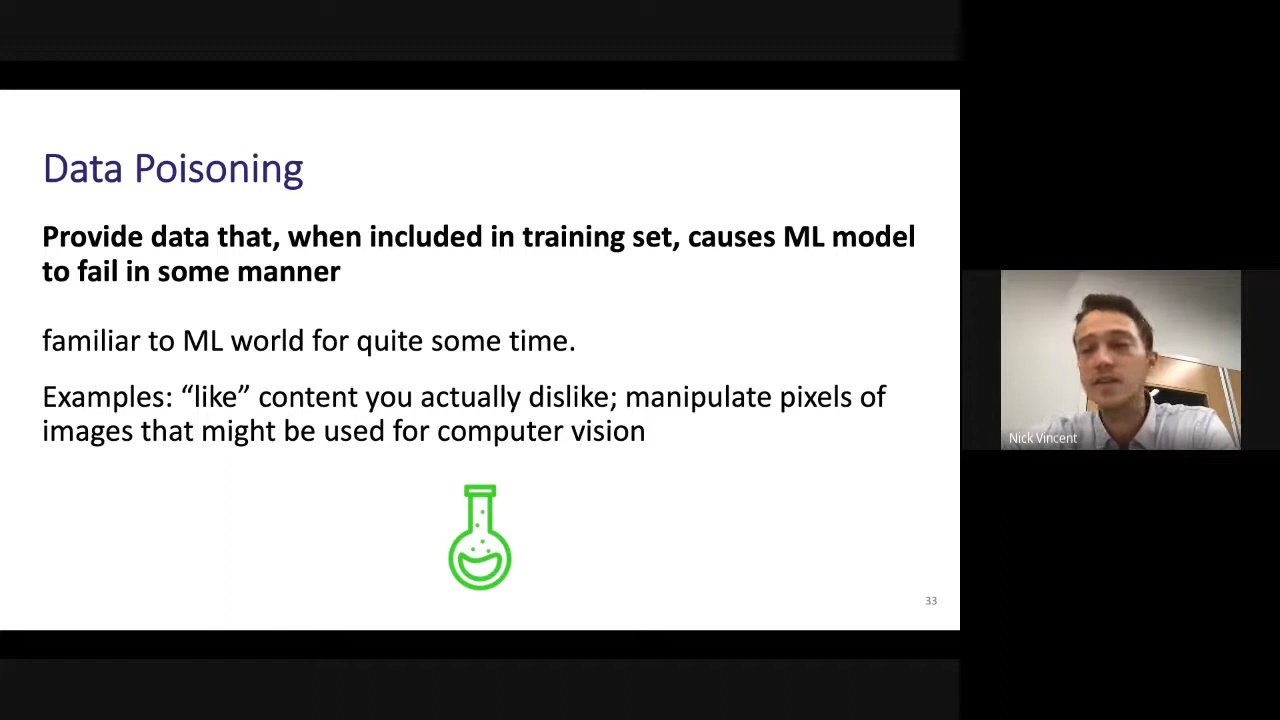 Data Poisoning
Provide data that, when included in training set, causes ML model
to fail in some manner
familiar to ML world for quite some time.
Examples: “like” content you actually dislike; manipulate pixels of
images that might be used for computer vision
33
Nick Vincent